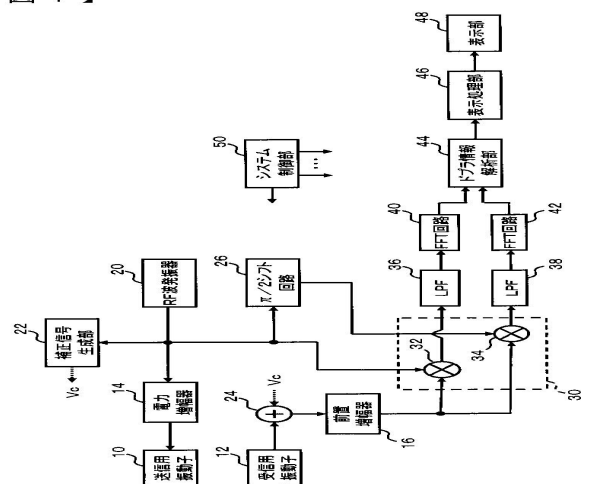 10
送信用
振動子
14
電力
増幅器
22
補正信号
生成部
Vc
20
RF波発振器
12
受信用
振動子
24
+
Vc
16
前置
増幅器
26
π/2シフト
回路
30
32
34
36
LPF
38
LPF
40
FFT回路
42
FFT回路
44
ドプラ情報
解析部
46
表示処理部
48
表示部
50
システム
制御部